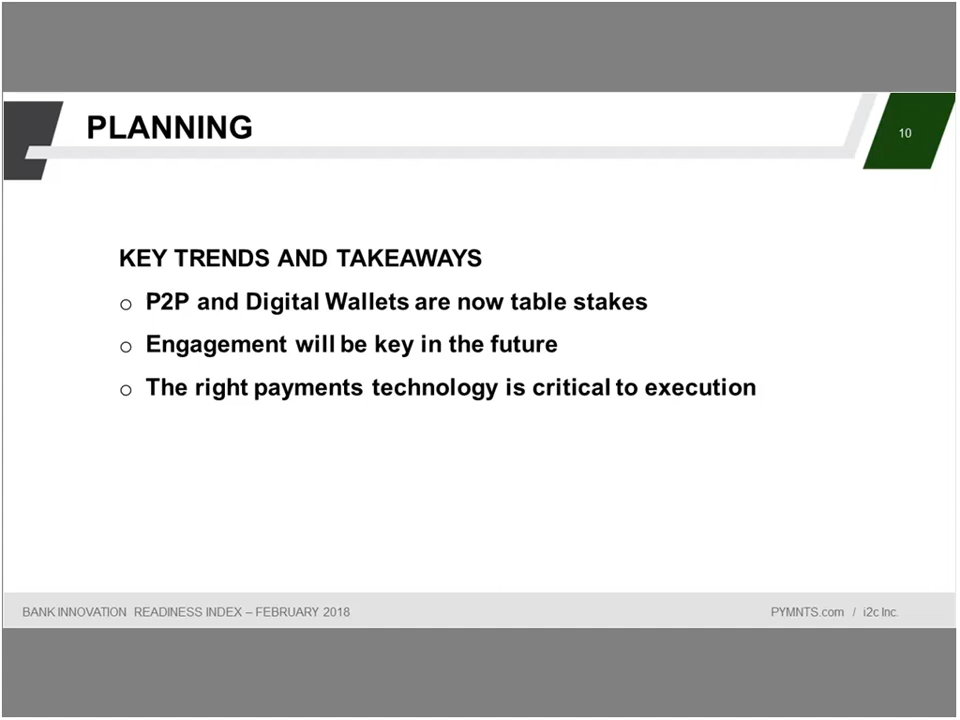 PLANNING
10
KEY TRENDS AND TAKEAWAYS
o P2P and Digital Wallets are now table stakes
o Engagement will be key in the future
o The right payments technology is critical to execution
BANK INNOVATION READINESS INDEX – FEBRUARY 2018
PYMNTS.com / i2c Inc.